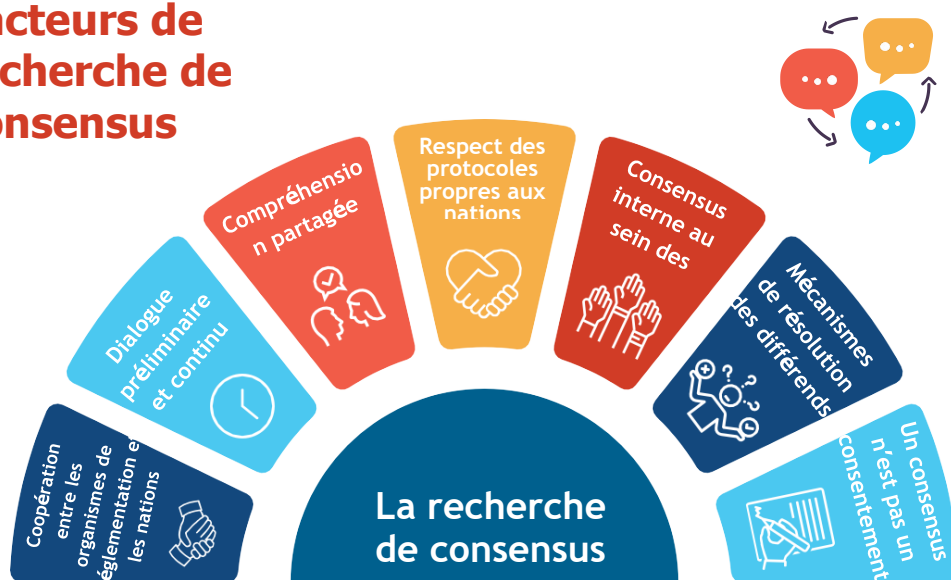 acteurs de
cherche de
onsensus
Coopération
entre les
organismes de
églementation e
les nations
Dialogue
préliminaire
et continu
Compréhensio
n partagée
Respect des
protocoles
propres aux
nations
Consensus
interne au
sein des
Mécanismes
de résolution
des différends
Un consensus
n'est pas un
consentement
La recherche
de consensus